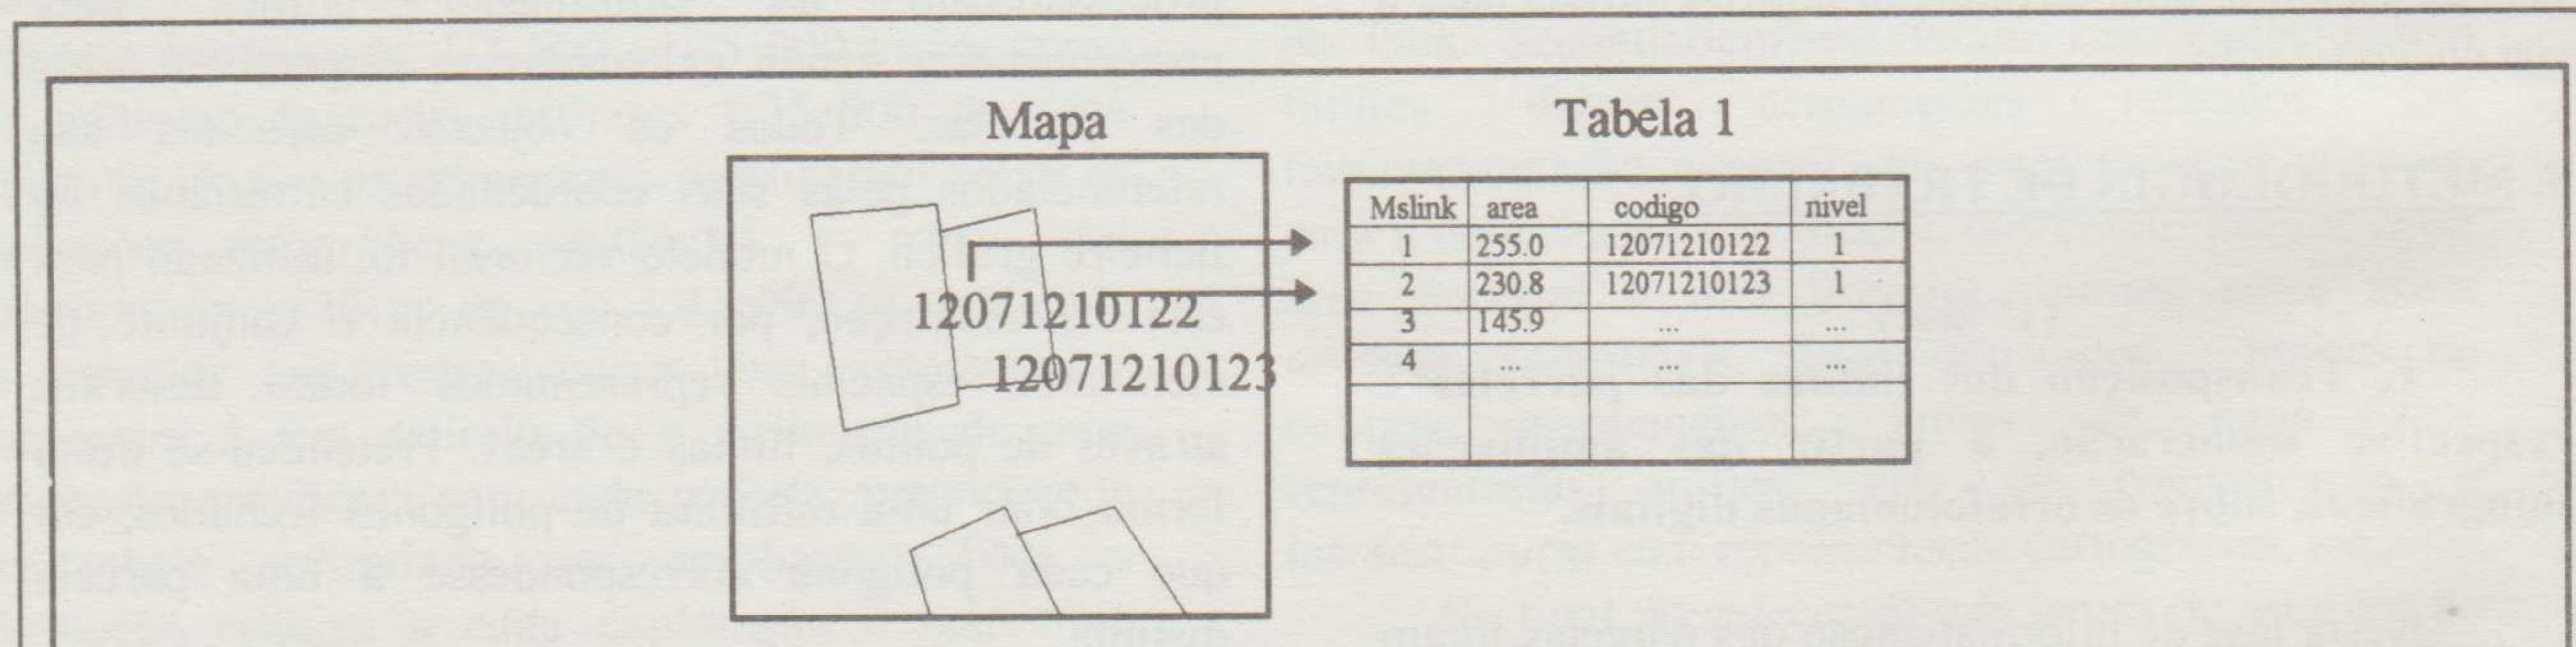 Mapa
Tabela 1
Mslink area codigo nivel
1 255.0 12071210122 1
2 230.8 12071210123 1
3 145.9 ... ...
4 ... ... ...
12071210122
12071210123